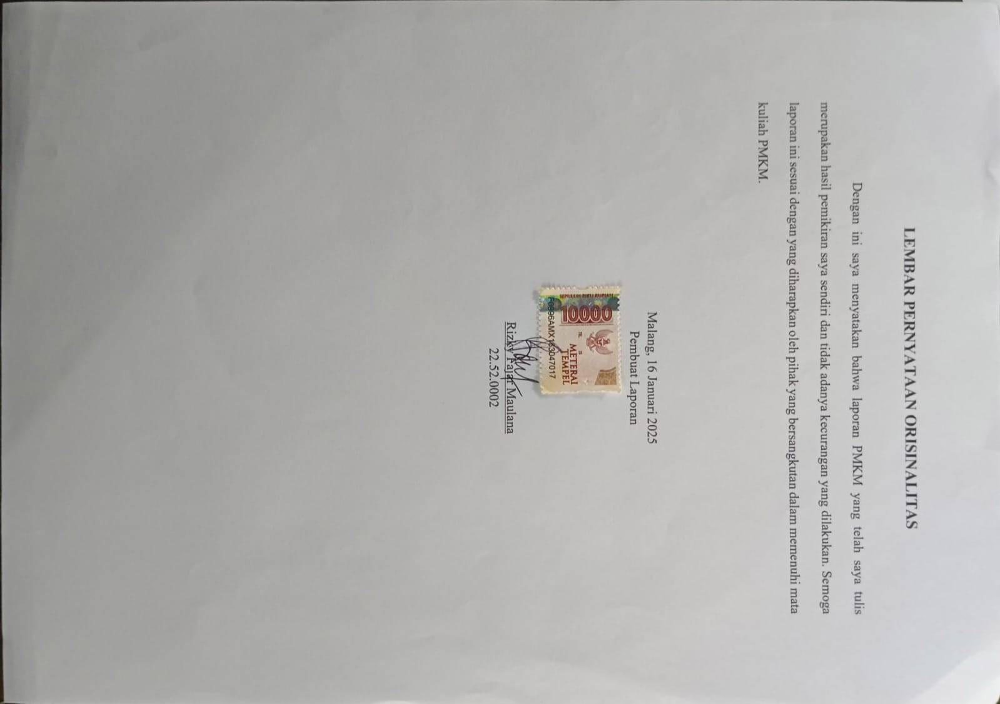 LEMBAR PERNYATAAN ORISINALITAS
Dengan ini saya menyatakan bahwa laporan PMKM yang telah saya tulis
merupakan hasil pemikiran saya sendiri dan tidak adanya kecurangan yang dilakukan. Semoga
laporan ini sesuai dengan yang diharapkan oleh pihak yang bersangkutan dalam memenuhi mata
kuliah PMKM.
Malang, 16 Januari 2025
Pembuat Laporan
SEPULUH RIBU RUPIAH
10000
TGL. 20
METERAI
TEMPEL
F0996AMX163047017
Rizky Fajar Maulana
22.52.0002